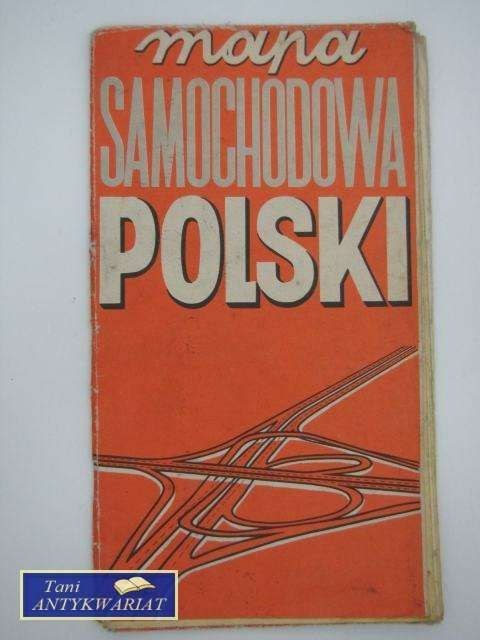 mapa
SAMOCHODOWA
POLSKI
Tani
ANTYKWARIAT